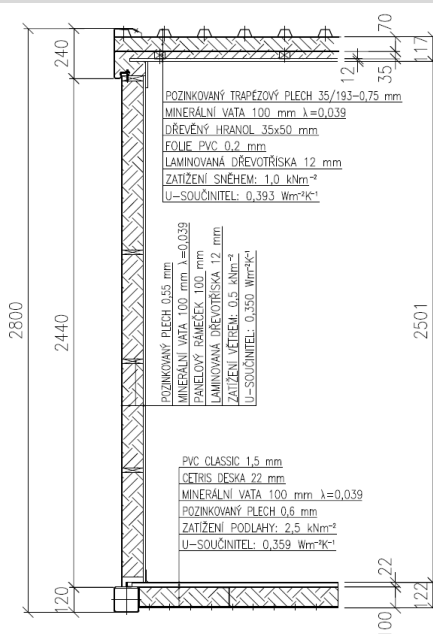 240
70
117
12
35
POZINKOVANÝ TRAPÉZOVÝ PLECH 35/193-0,75 mm
MINERÁLNÍ VATA 100 mm λ=0,039
DŘEVĚNÝ HRANOL 35x50 mm
FOLIE PVC 0,2 mm
LAMINOVANÁ DŘEVOTŘÍSKA 12 mm
ZATÍŽENÍ SNĚHEM: 1,0 kNm⁻²
U-SOUČINITEL: 0,393 Wm⁻²K⁻¹
2800
2440
2501
POZINKOVANÝ PLECH 0,55 mm
MINERÁLNÍ VATA 100 mm λ=0,039
PANELOVÝ RÁMEČEK 100 mm
LAMINOVANÁ DŘEVOTŘÍSKA 12 mm
ZATÍŽENÍ VĚTREM: 0,5 kNm⁻²
U-SOUČINITEL: 0,350 Wm⁻²K⁻¹
PVC CLASSIC 1,5 mm
CETRIS DESKA 22 mm
MINERÁLNÍ VATA 100 mm λ=0,039
POZINKOVANÝ PLECH 0,6 mm
ZATÍŽENÍ PODLAHY: 2,5 kNm⁻²
U-SOUČINITEL: 0,359 Wm⁻²K⁻¹
120
22
122
100